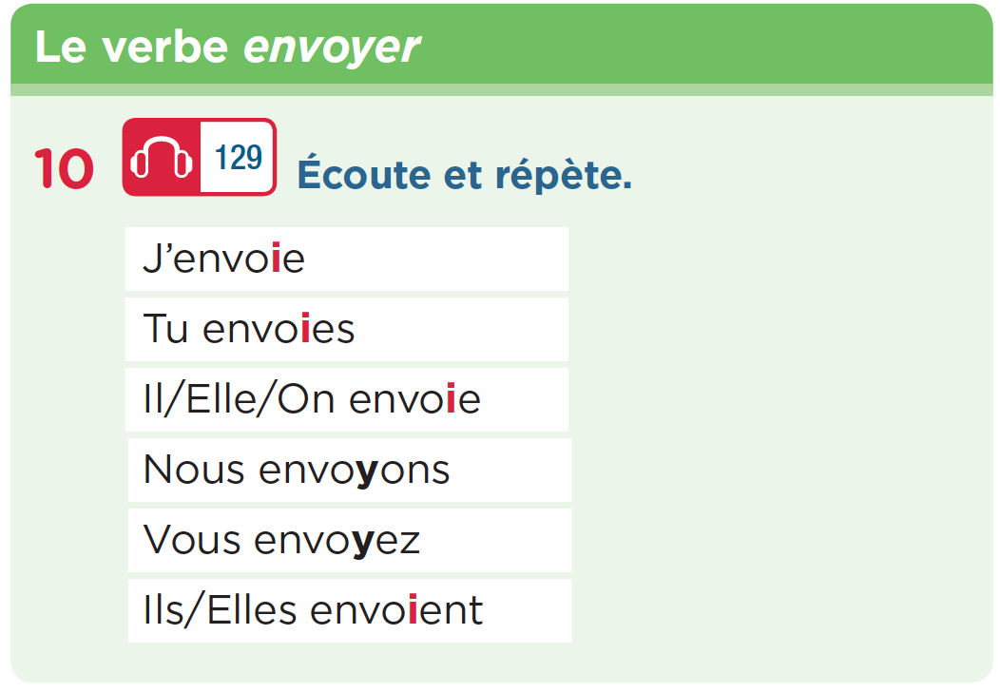 Le verbe envoyer
10 129 Écoute et répète.
J’envoie
Tu envoies
Il/Elle/On envoie
Nous envoyons
Vous envoyez
Ils/Elles envoient